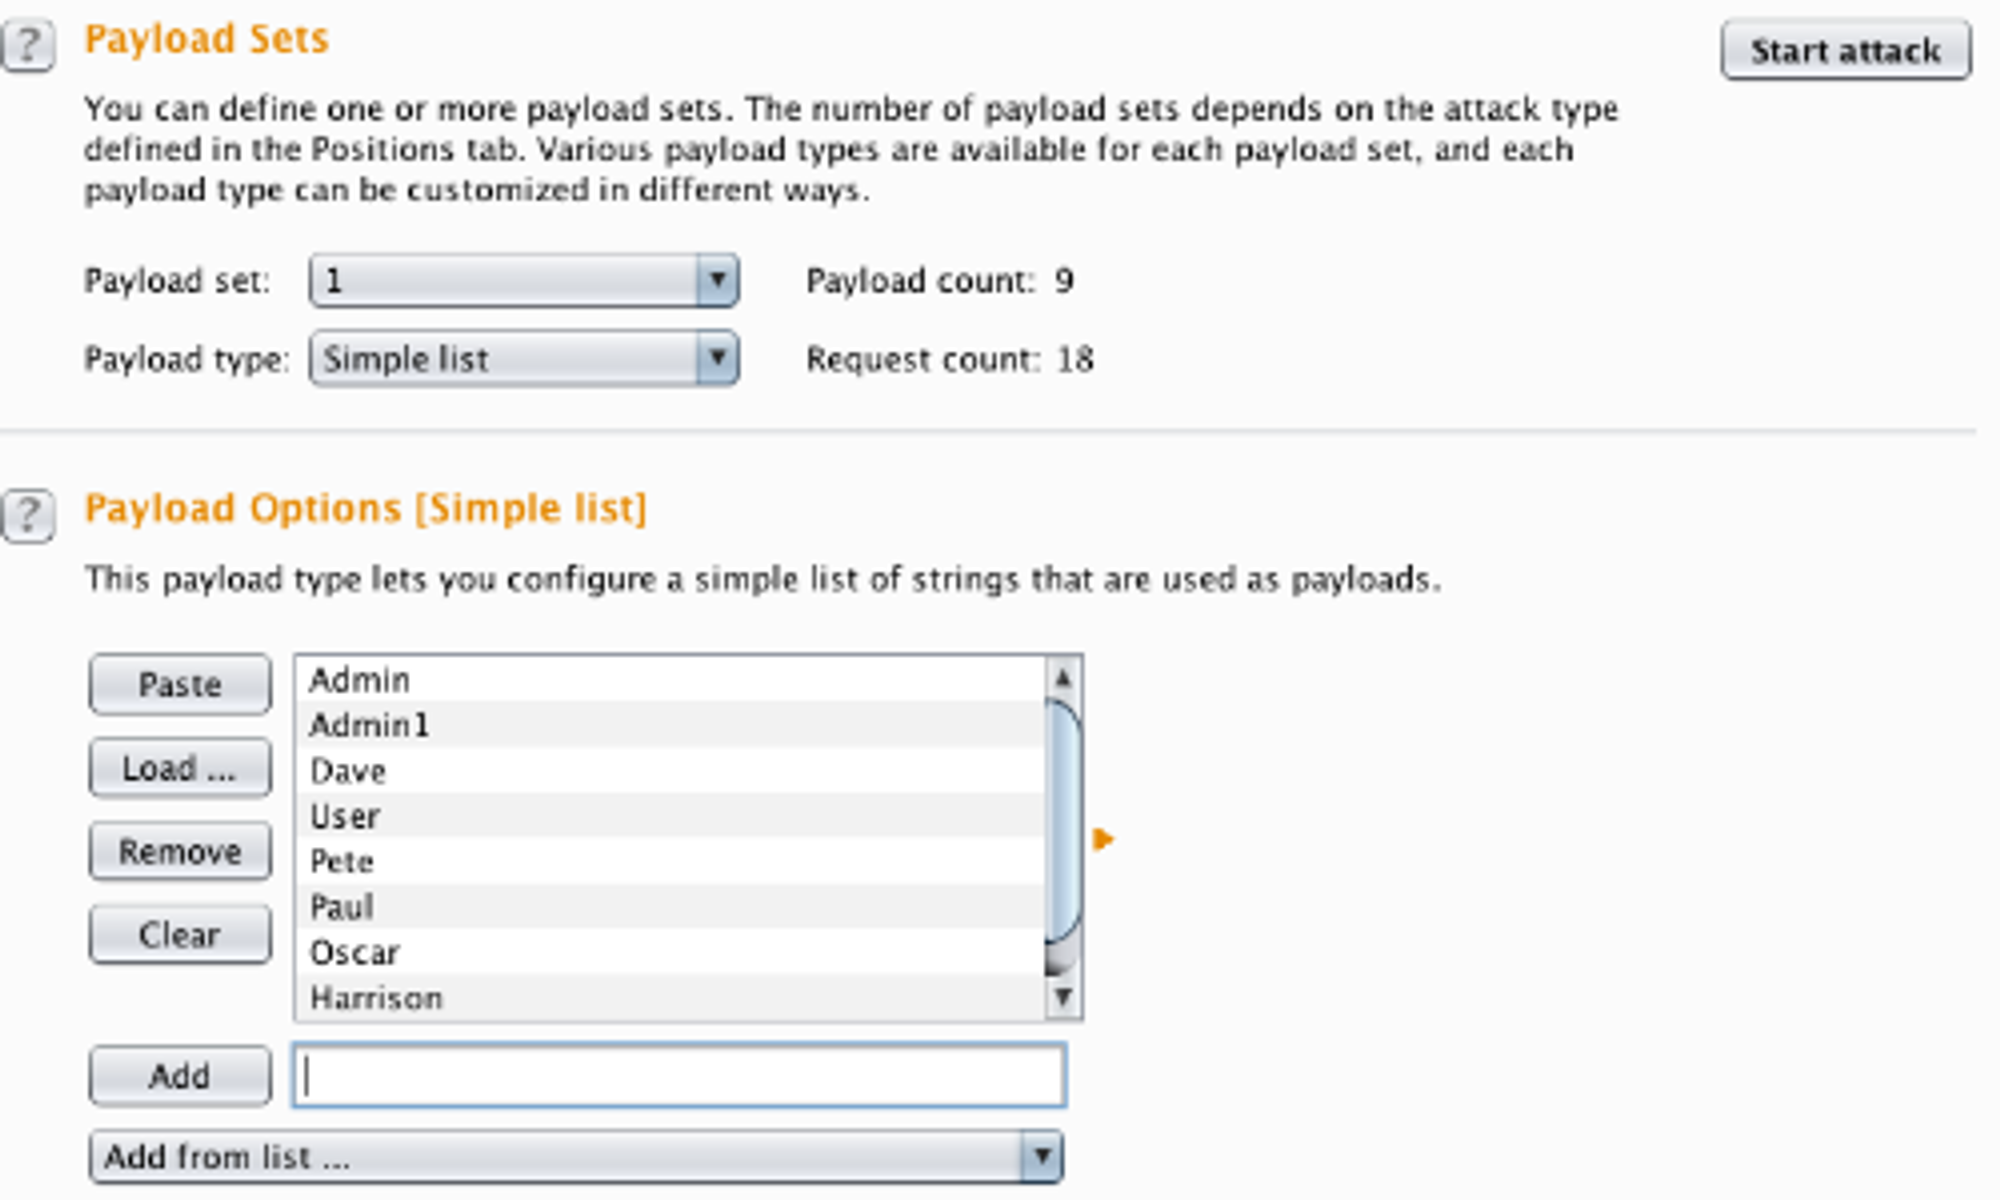 ?
Payload Sets
Start attack
You can define one or more payload sets. The number of payload sets depends on the attack type
defined in the Positions tab. Various payload types are available for each payload set, and each
payload type can be customized in different ways.
Payload set: 1 Payload count: 9
Payload type: Simple list Request count: 18
?
Payload Options [Simple list]
This payload type lets you configure a simple list of strings that are used as payloads.
Paste
Load ...
Remove
Clear
Admin
Admin1
Dave
User
Pete
Paul
Oscar
Harrison
Add
Add from list ...